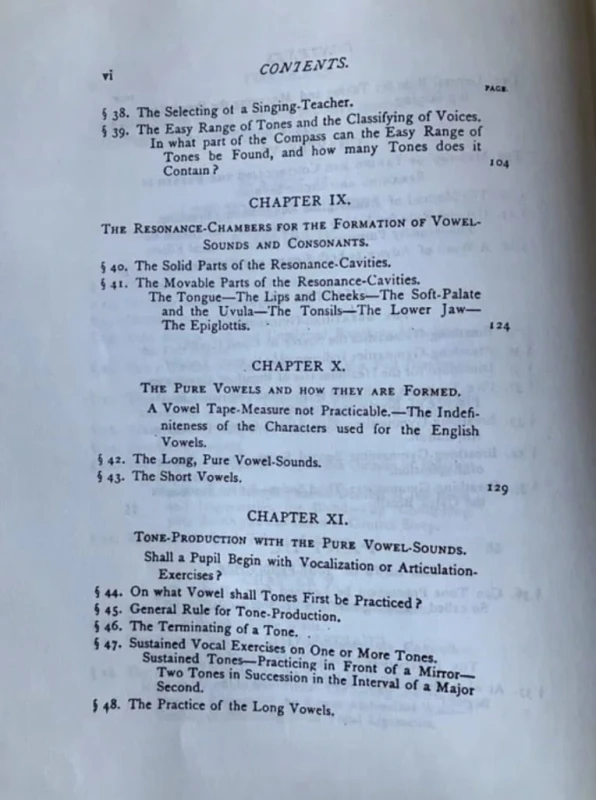 vi
CONTENTS.
PAGE
§ 38. The Selecting of a Singing-Teacher.
§ 39. The Easy Range of Tones and the Classifying of Voices.
In what part of the Compass can the Easy Range of
Tones be Found, and how many Tones does it
Contain?
104
CHAPTER IX.
THE RESONANCE-CHAMBERS FOR THE FORMATION OF VOWEL-
SOUNDS AND CONSONANTS.
§ 40. The Solid Parts of the Resonance-Cavities.
§ 41. The Movable Parts of the Resonance-Cavities.
The Tongue—The Lips and Cheeks—The Soft-Palate
and the Uvula—The Tonsils—The Lower Jaw—
The Epiglottis.
124
CHAPTER X.
THE PURE VOWELS AND HOW THEY ARE FORMED.
A Vowel Tape-Measure not Practicable.—The Indefi-
niteness of the Characters used for the English
Vowels.
§ 42. The Long, Pure Vowel-Sounds.
§ 43. The Short Vowels.
129
CHAPTER XI.
TONE-PRODUCTION WITH THE PURE VOWEL-SOUNDS.
Shall a Pupil Begin with Vocalization or Articulation-
Exercises?
§ 44. On what Vowel shall Tones First be Practiced?
§ 45. General Rule for Tone-Production.
§ 46. The Terminating of a Tone.
§ 47. Sustained Vocal Exercises on One or More Tones.
Sustained Tones—Practicing in Front of a Mirror—
Two Tones in Succession in the Interval of a Major
Second.
§ 48. The Practice of the Long Vowels.